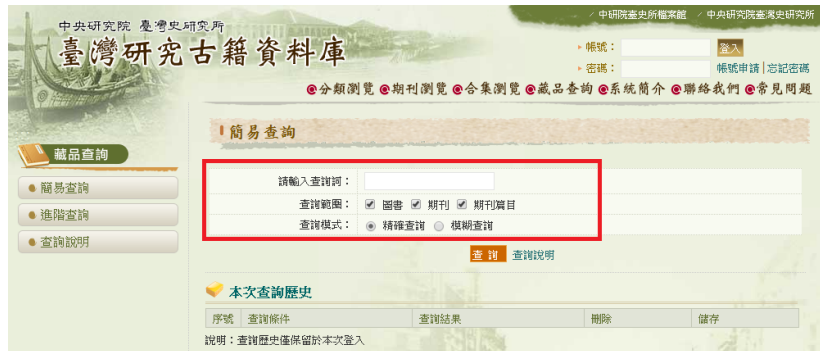 中研院臺史所檔案館 中央研究院臺灣史研究所
中央研究院 臺灣史研究所
臺灣研究古籍資料庫
帳號： 登入
密碼： 帳號申請|忘記密碼
分類瀏覽 期刊瀏覽 合集瀏覽 藏品查詢 系統簡介 聯絡我們 常見問題
簡易查詢
藏品查詢
簡易查詢
進階查詢
查詢說明
請輸入查詢詞：
查詢範圍： 圖書 期刊 期刊篇目
查詢模式： 精確查詢 模糊查詢
查 詢 查詢說明
本次查詢歷史
序號 查詢條件 查詢結果 刪除 儲存
說明：查詢歷史僅保留於本次登入